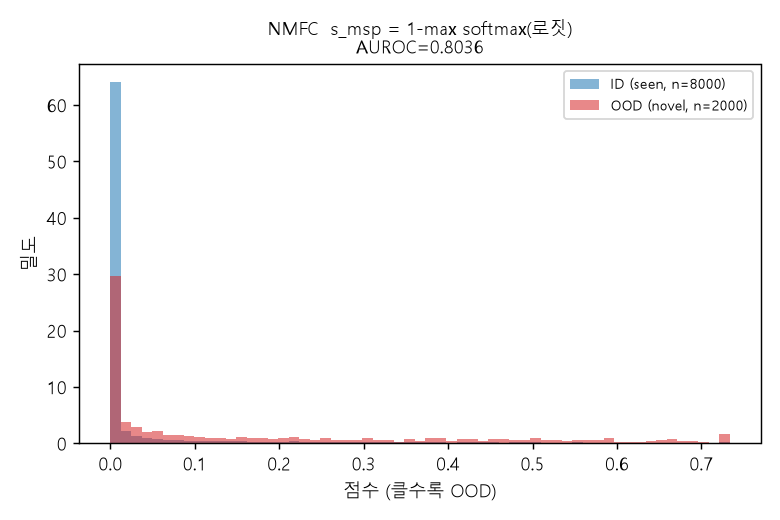 NMFC  s_msp = 1-max softmax(로짓)
AUROC=0.8036
ID (seen, n=8000)
OOD (novel, n=2000)
밀도
60
50
40
30
20
10
0
0.0 0.1 0.2 0.3 0.4 0.5 0.6 0.7
점수 (클수록 OOD)